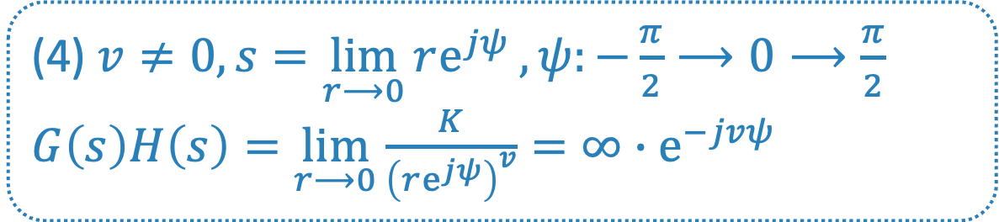 (4) v ≠ 0, s = lim_{r⟶0} re^{jψ} , ψ: −π/2 ⟶ 0 ⟶ π/2
G(s)H(s) = lim_{r⟶0} K/(re^{jψ})^v = ∞ · e^{−jvψ}